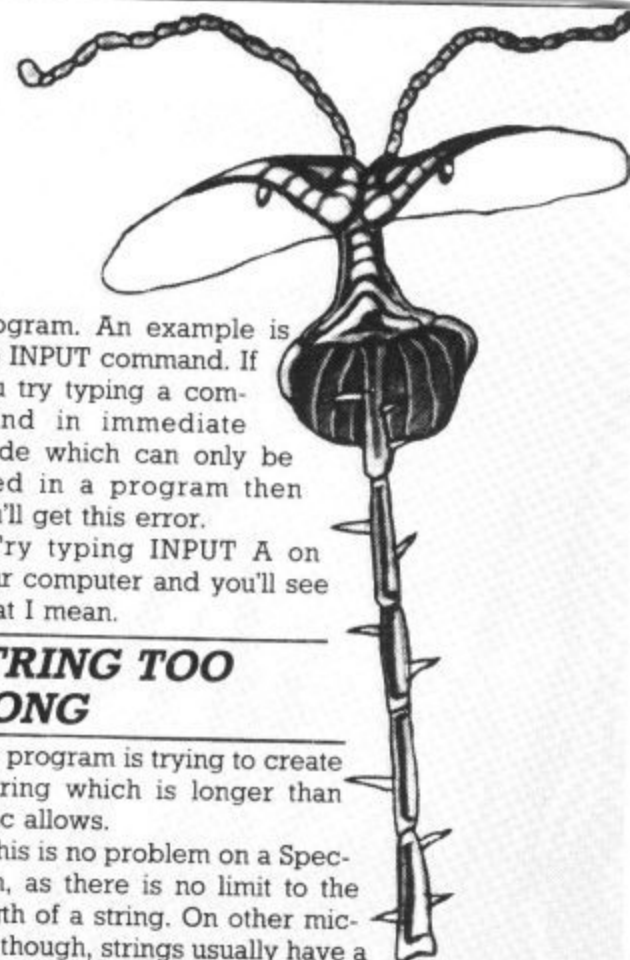 ogram. An example is
INPUT command. If
u try typing a com-
nd in immediate
de which can only be
ed in a program then
u'll get this error.
Try typing INPUT A on
ur computer and you'll see
at I mean.
TRING TOO
ONG
program is trying to create
ring which is longer than
c allows.
his is no problem on a Spec-
, as there is no limit to the
th of a string. On other mic-
though, strings usually have a